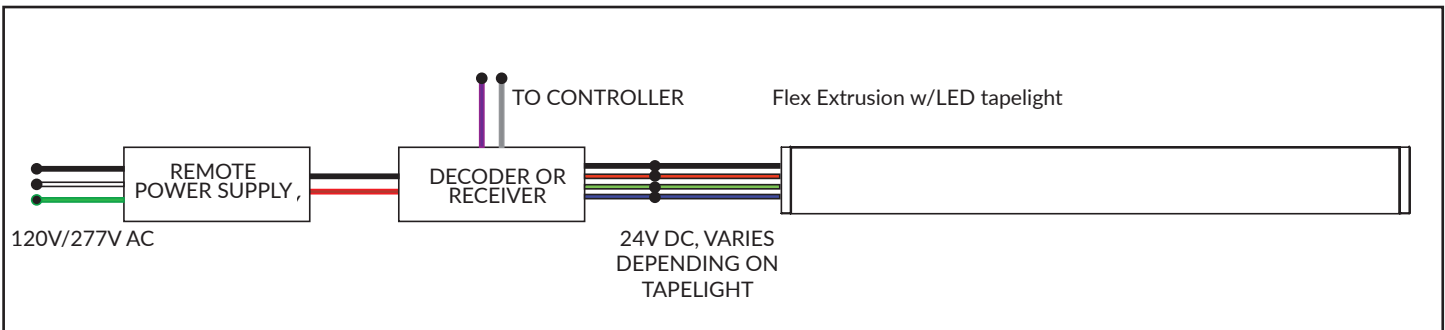 TO CONTROLLER
Flex Extrusion w/LED tapelight
REMOTE
POWER SUPPLY ,
DECODER OR
RECEIVER
120V/277V AC
24V DC, VARIES
DEPENDING ON
TAPELIGHT